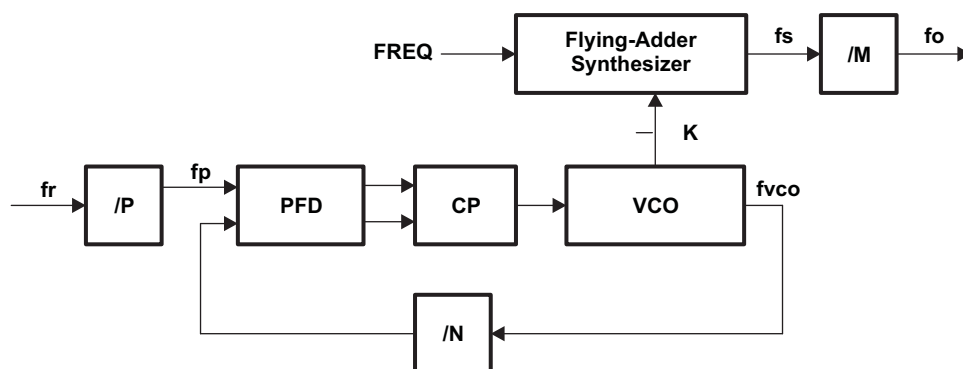 FREQ
Flying-Adder
Synthesizer
fs
/M
fo
K
fr
/P
fp
PFD
CP
VCO
fvco
/N